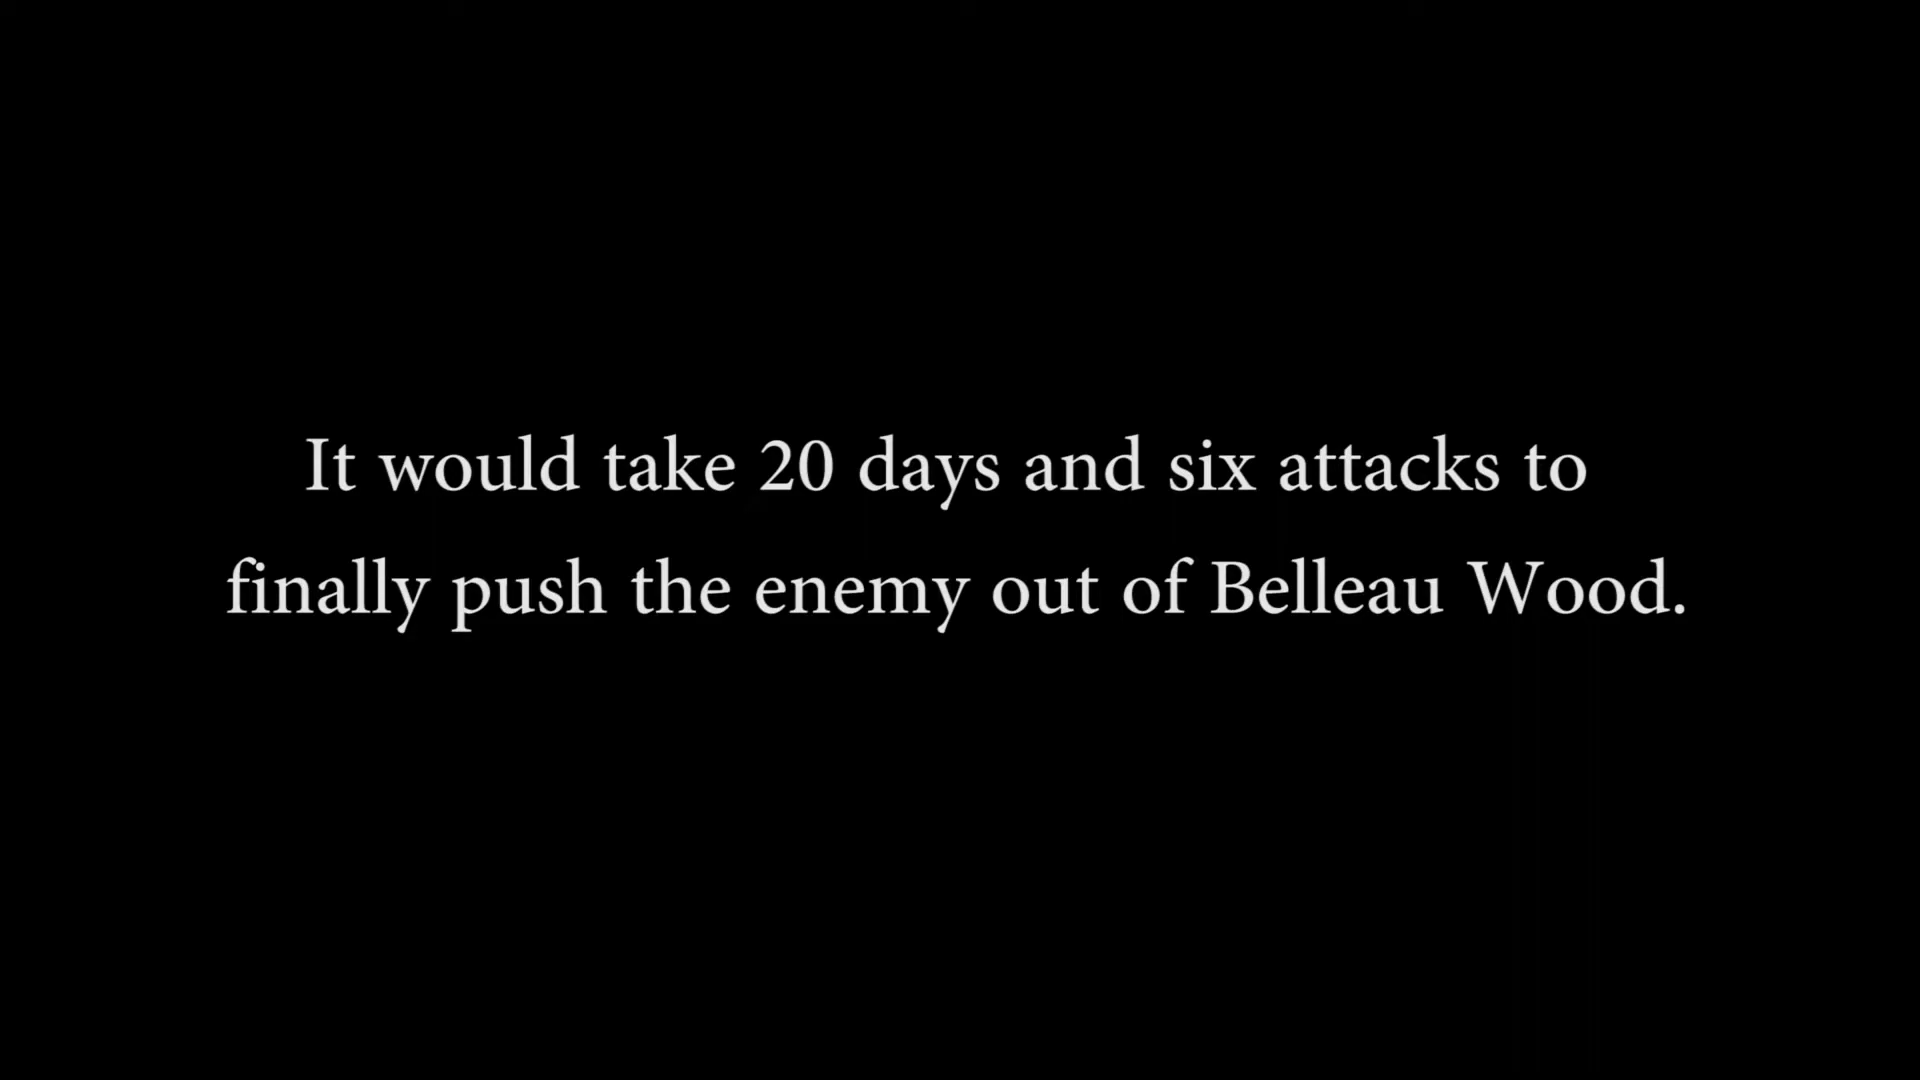 It would take 20 days and six attacks to
finally push the enemy out of Belleau Wood.